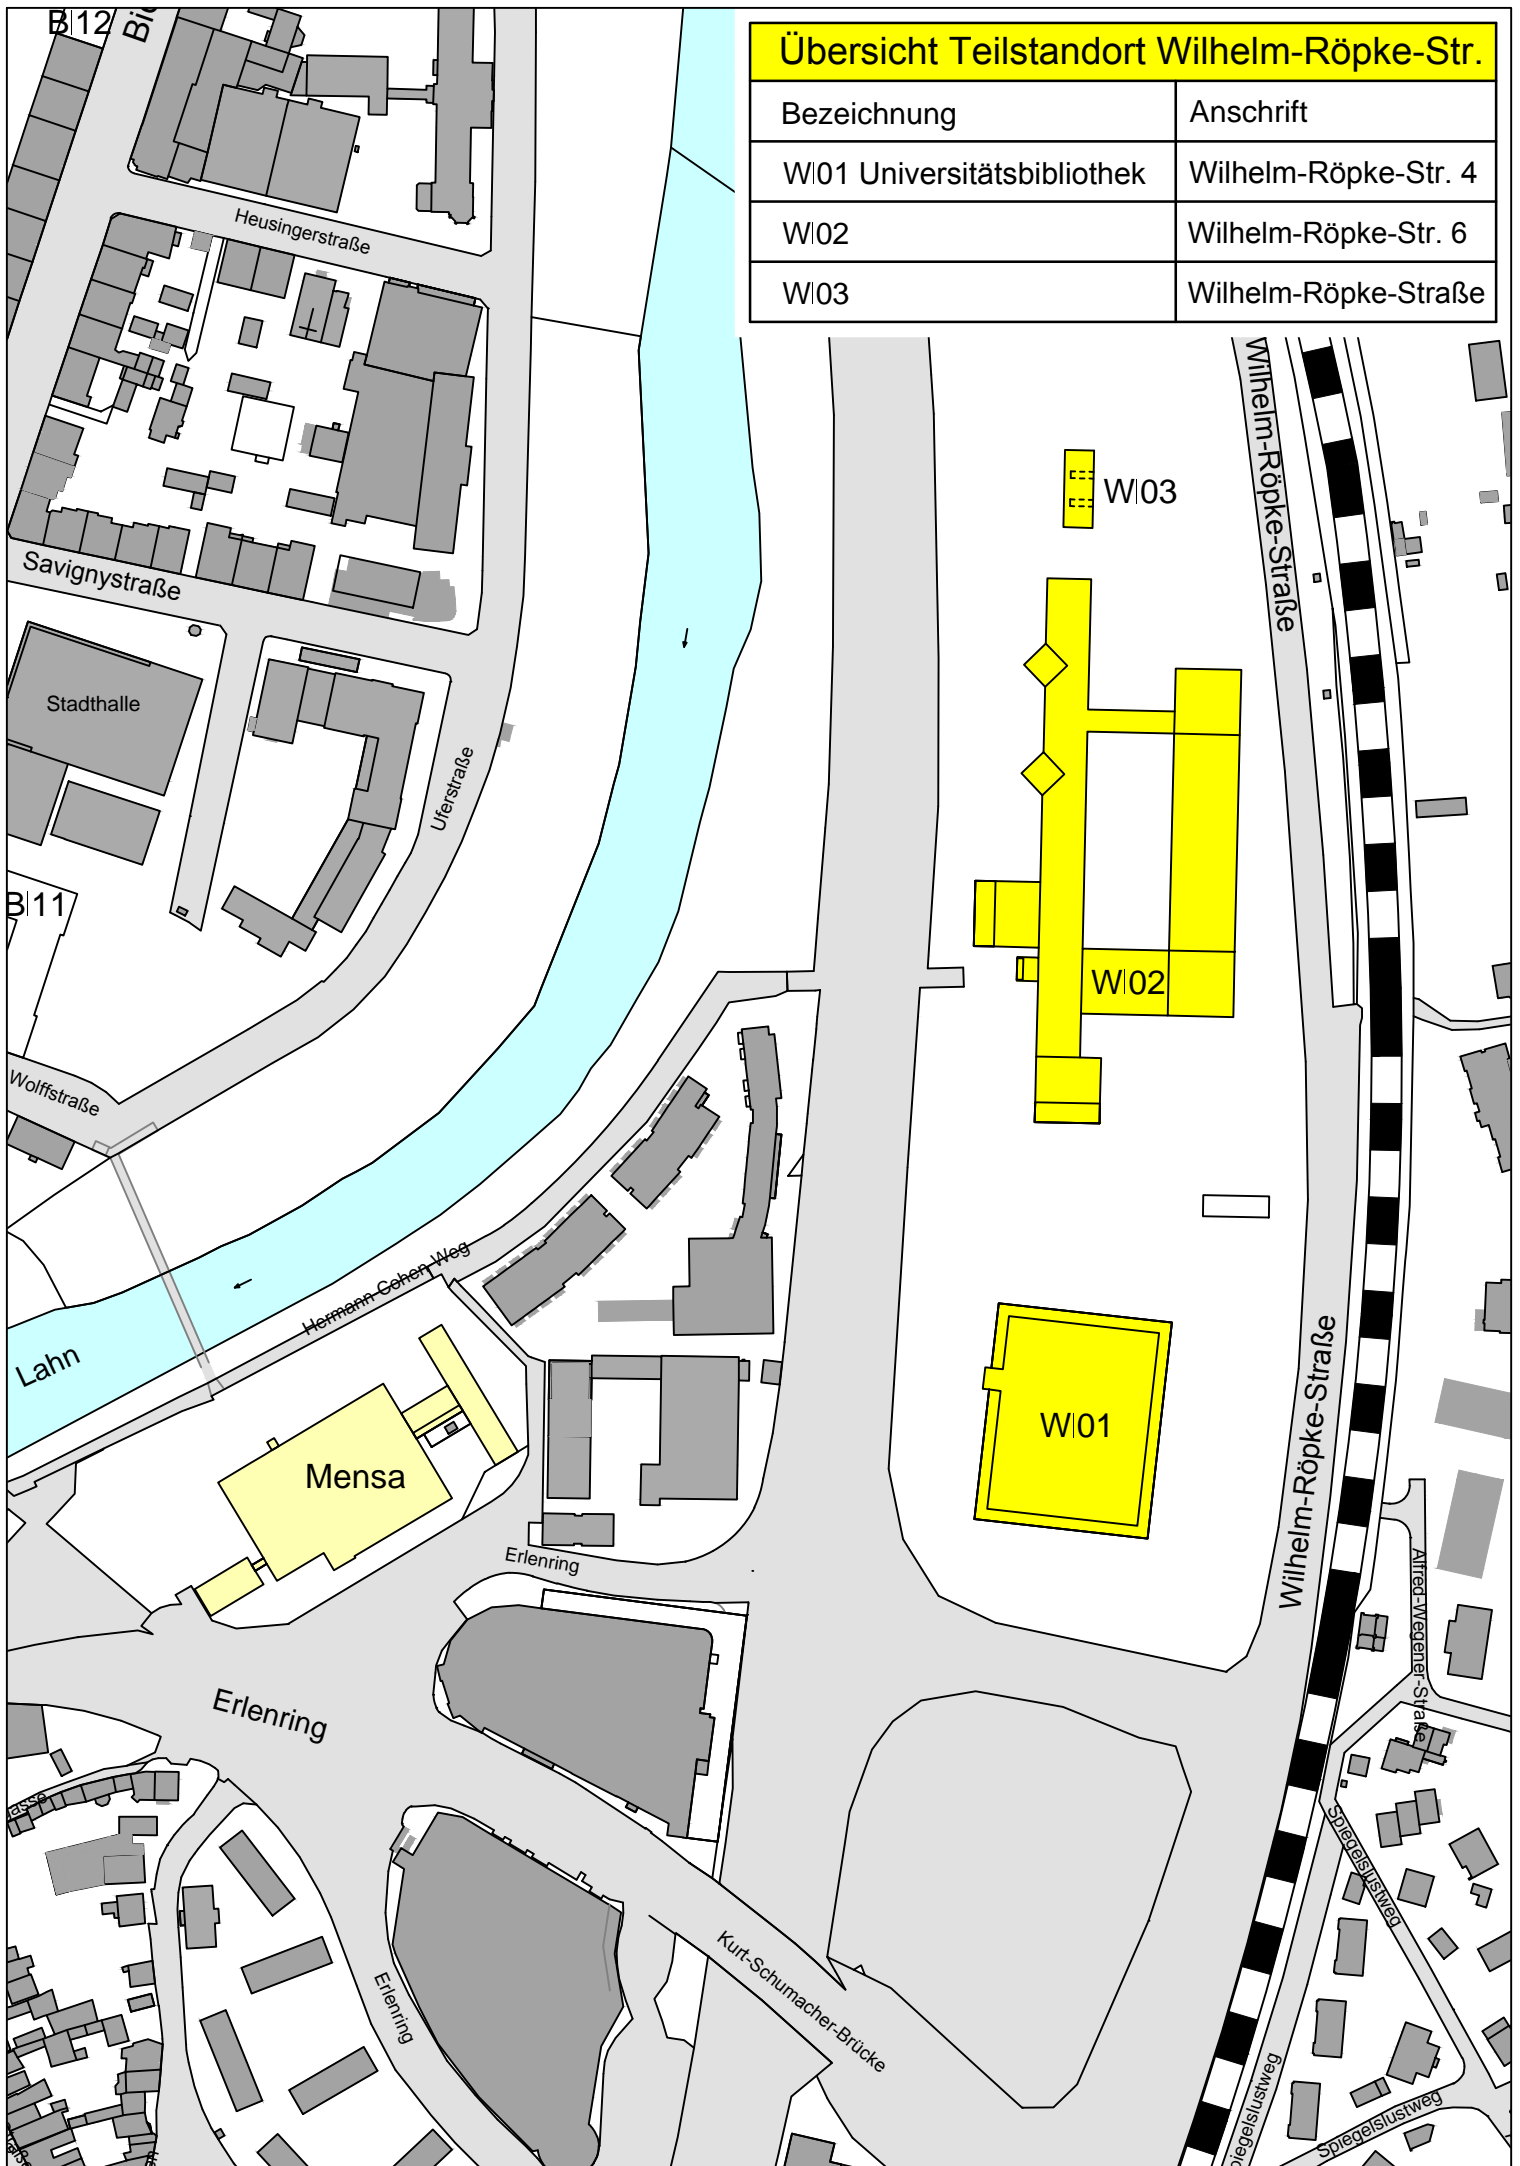 B|12
Übersicht Teilstandort Wilhelm-Röpke-Str.
Bezeichnung Anschrift
W|01 Universitätsbibliothek Wilhelm-Röpke-Str. 4
W|02 Wilhelm-Röpke-Str. 6
W|03 Wilhelm-Röpke-Straße
Heusingerstraße
Wilhelm-Röpke-Straße
W|03
Savignystraße
Stadthalle
Uferstraße
B|11
W|02
Wolffstraße
Hermann-Cohen-Weg
Lahn
W|01
Wilhelm-Röpke-Straße
Mensa
Erlenring
Alfred-Wegener-Straße
Erlenring
Spiegelslustweg
Kurt-Schumacher-Brücke
Erlenring
Spiegelslustweg
Spiegelslustweg